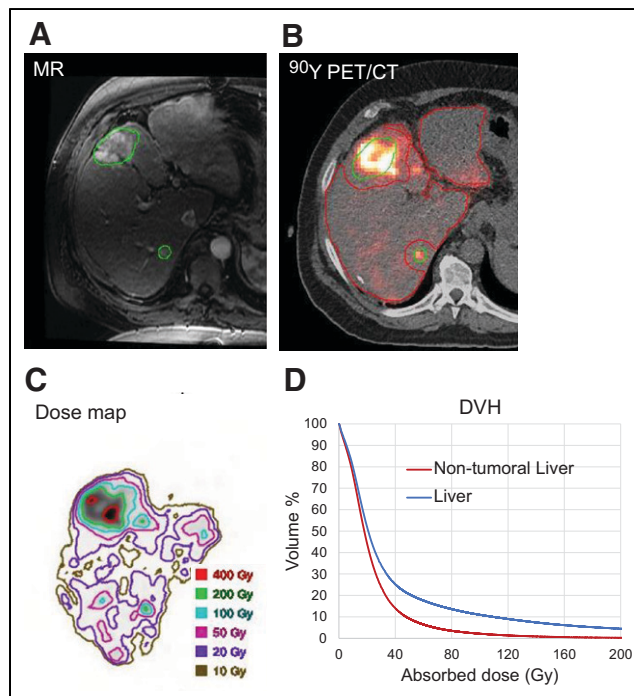 A
MR
B
90Y PET/CT
C
Dose map
400 Gy
200 Gy
100 Gy
50 Gy
20 Gy
10 Gy
D
DVH
Volume %
100
90
80
70
60
50
40
30
20
10
0
Non-tumoral Liver
Liver
0
40
80
120
160
200
Absorbed dose (Gy)